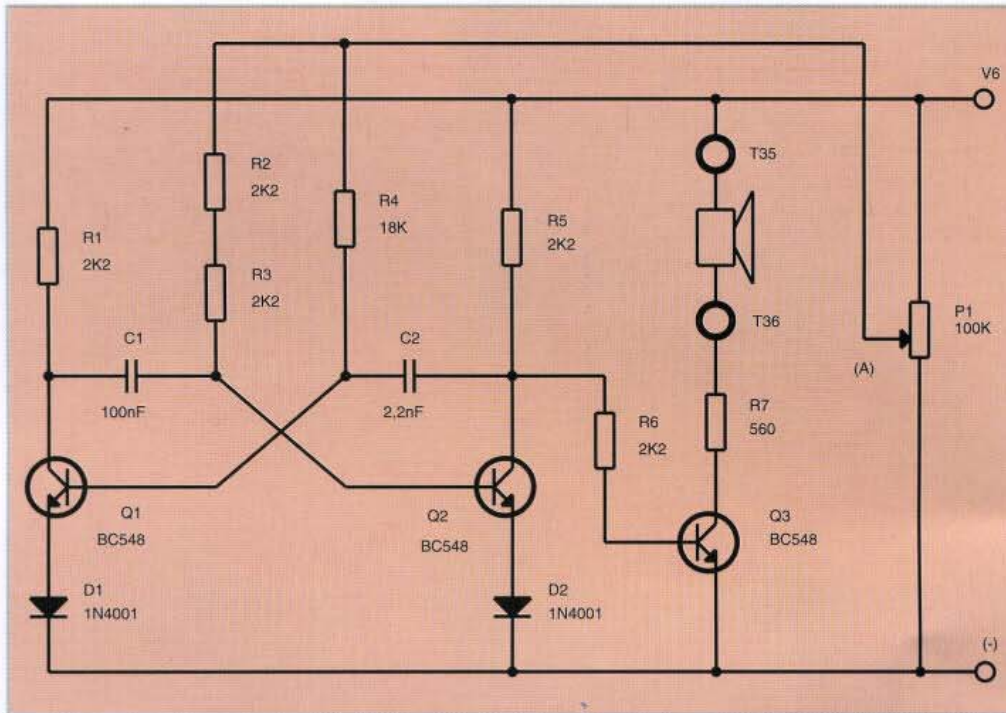 V6
T35
R2
2K2
R4
18K
R5
2K2
R1
2K2
R3
2K2
P1
100K
T36
C1
C2
(A)
100nF
2,2nF
R6
2K2
R7
560
Q1
BC548
Q2
BC548
Q3
BC548
D1
1N4001
D2
1N4001
(-)